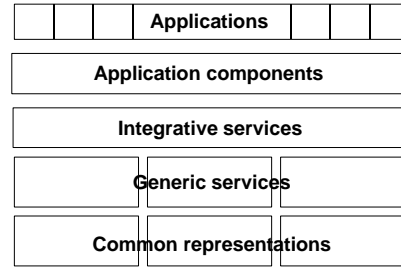 Applications
Application components
Integrative services
Generic services
Common representations